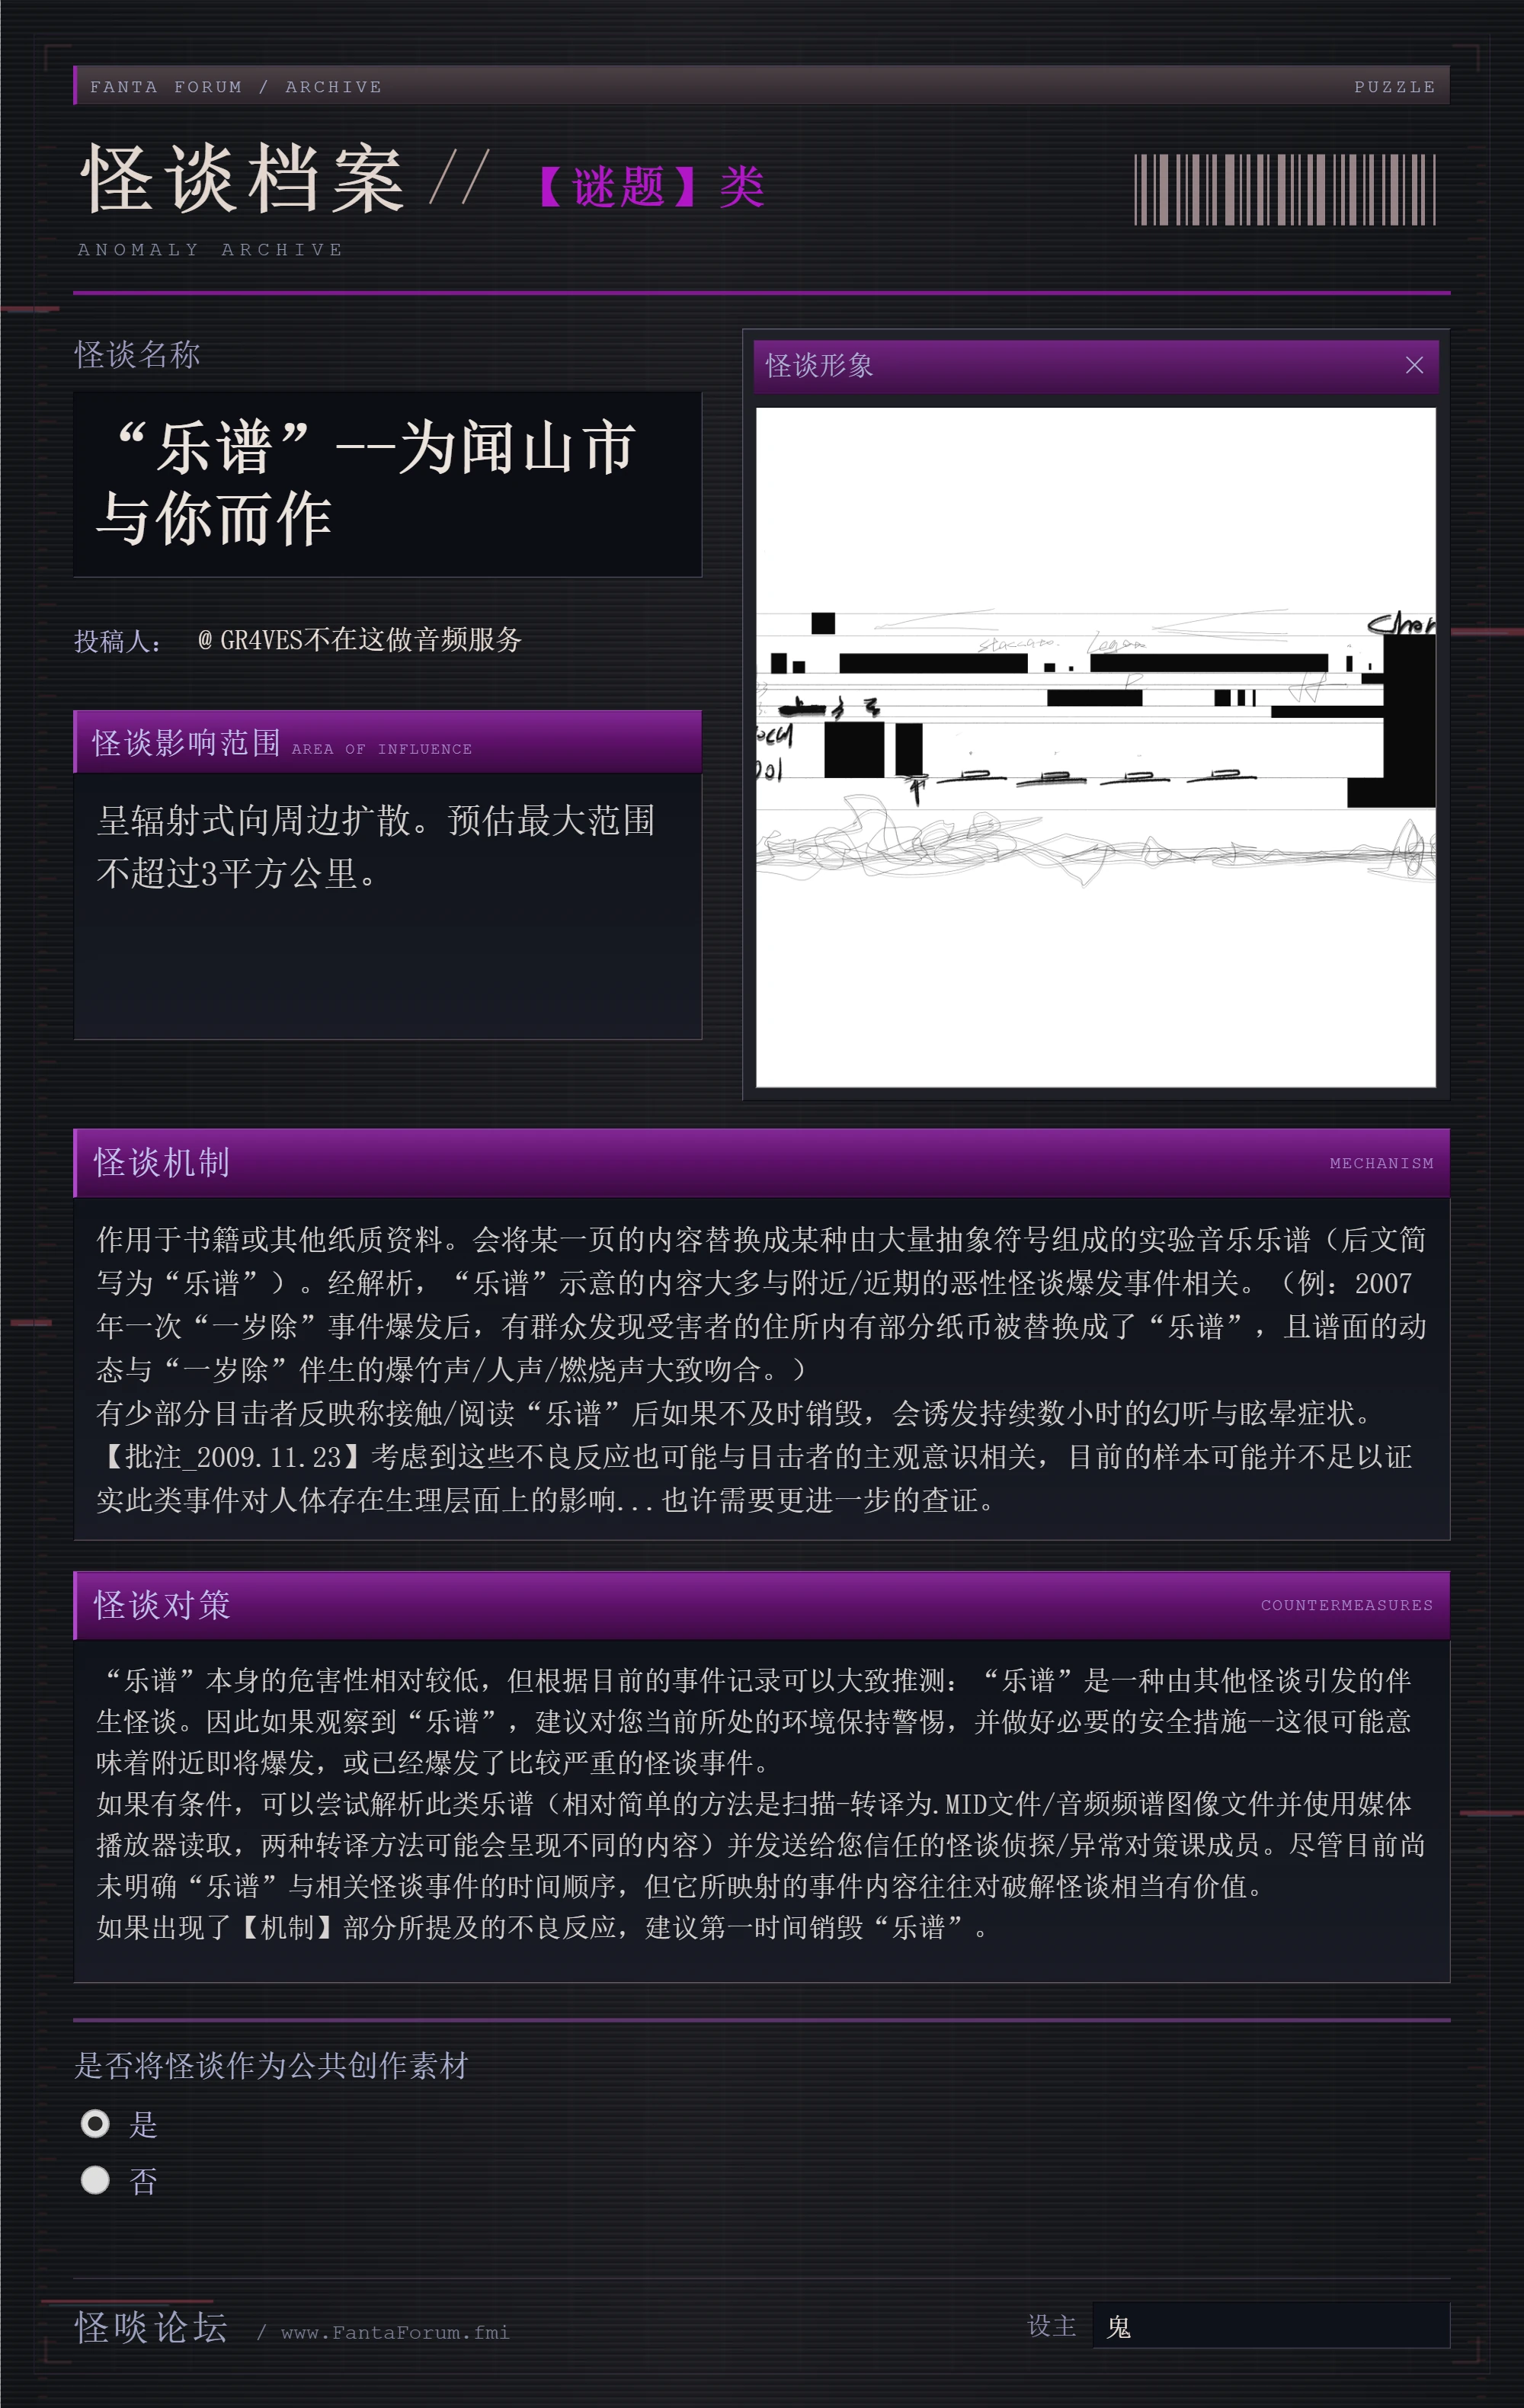 FANTA FORUM / ARCHIVE
PUZZLE
怪谈档案 // 【谜题】类
ANOMALY ARCHIVE
怪谈名称
“乐谱”——为闻山市
与你而作
投稿人： @ GR4VES不在这做音频服务
怪谈影响范围 AREA OF INFLUENCE
呈辐射式向周边扩散。预估最大范围
不超过3平方公里。
怪谈形象
staccato.
怪谈机制
MECHANISM
作用于书籍或其他纸质资料。会将某一页的内容替换成某种由大量抽象符号组成的实验音乐乐谱（后文简
写为“乐谱”）。经解析，“乐谱”示意的内容大多与附近/近期的恶性怪谈爆发事件相关。（例：2007
年一次“一岁除”事件爆发后，有群众发现受害者的住所内有部分纸币被替换成了“乐谱”，且谱面的动
态与“一岁除”伴生的爆竹声/人声/燃烧声大致吻合。）
有少部分目击者反映称接触/阅读“乐谱”后如果不及时销毁，会诱发持续数小时的幻听与眩晕症状。
【批注_2009.11.23】考虑到这些不良反应也可能与目击者的主观意识相关，目前的样本可能并不足以证
实此类事件对人体存在生理层面上的影响...也许需要更进一步的查证。
怪谈对策
COUNTERMEASURES
“乐谱”本身的危害性相对较低，但根据目前的事件记录可以大致推测：“乐谱”是一种由其他怪谈引发的伴
生怪谈。因此如果观察到“乐谱”，建议对您当前所处的环境保持警惕，并做好必要的安全措施——这很可能意
味着附近即将爆发，或已经爆发了比较严重的怪谈事件。
如果有条件，可以尝试解析此类乐谱（相对简单的方法是扫描-转译为.MID文件/音频频谱图像文件并使用媒体
播放器读取，两种转译方法可能会呈现不同的内容）并发送给您信任的怪谈侦探/异常对策课成员。尽管目前尚
未明确“乐谱”与相关怪谈事件的时间顺序，但它所映射的事件内容往往对破解怪谈相当有价值。
如果出现了【机制】部分所提及的不良反应，建议第一时间销毁“乐谱”。
是否将怪谈作为公共创作素材
是
否
怪啖论坛 / www.FantaForum.fmi
设主 鬼